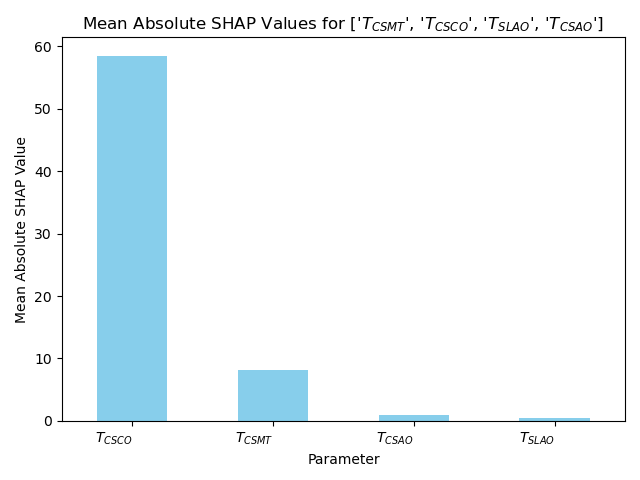 Mean Absolute SHAP Values for ['T_CSMT', 'T_CSCO', 'T_SLAO', 'T_CSAO']
60
50
40
30
20
10
0
Mean Absolute SHAP Value
T_CSCO T_CSMT T_CSAO T_SLAO
Parameter